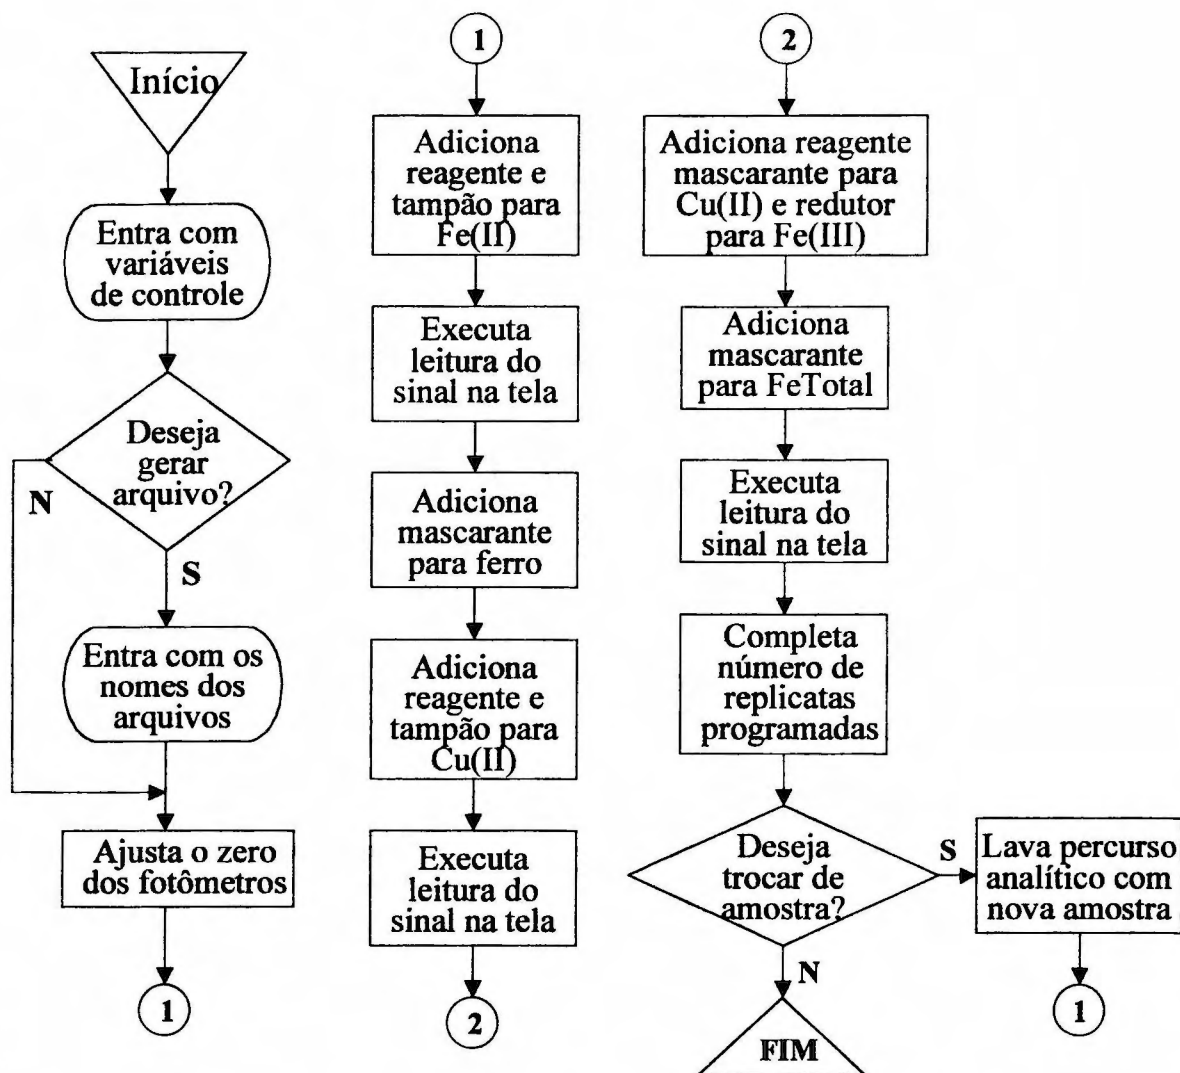 Início
Entra com
variáveis
de controle
Deseja
gerar
arquivo?
N
S
Entra com os
nomes dos
arquivos
Ajusta o zero
dos fotômetros
1
1
Adiciona
reagente e
tampão para
Fe(II)
Executa
leitura do
sinal na tela
Adiciona
mascarante
para ferro
Adiciona
reagente e
tampão para
Cu(II)
Executa
leitura do
sinal na tela
2
2
Adiciona reagente
mascarante para
Cu(II) e redutor
para Fe(III)
Adiciona
mascarante
para FeTotal
Executa
leitura do
sinal na tela
Completa
número de
replicatas
programadas
Deseja
trocar de
amostra?
S
N
FIM
Lava percurso
analítico com
nova amostra
1